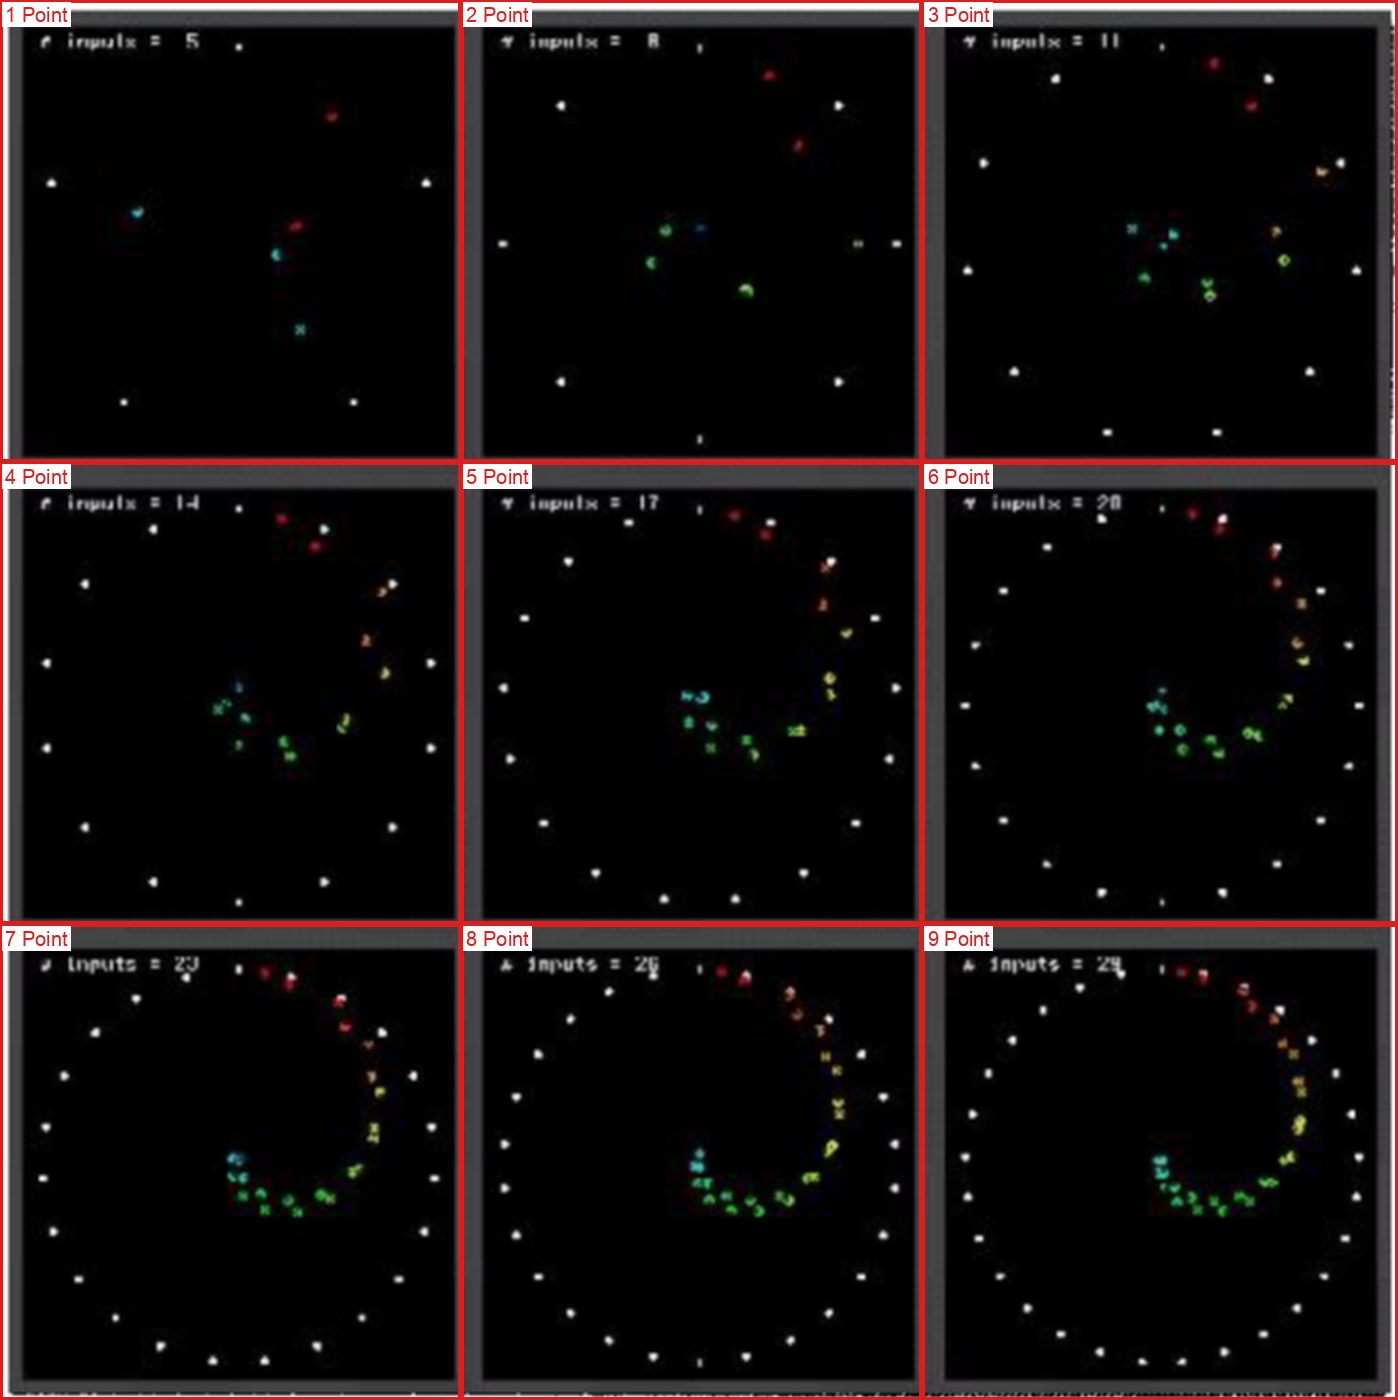 1 Point
inputs = 5
2 Point
inputs = 8
3 Point
inputs = 11
4 Point
inputs = 14
5 Point
inputs = 17
6 Point
inputs = 20
7 Point
inputs = 23
8 Point
inputs = 26
9 Point
inputs = 29